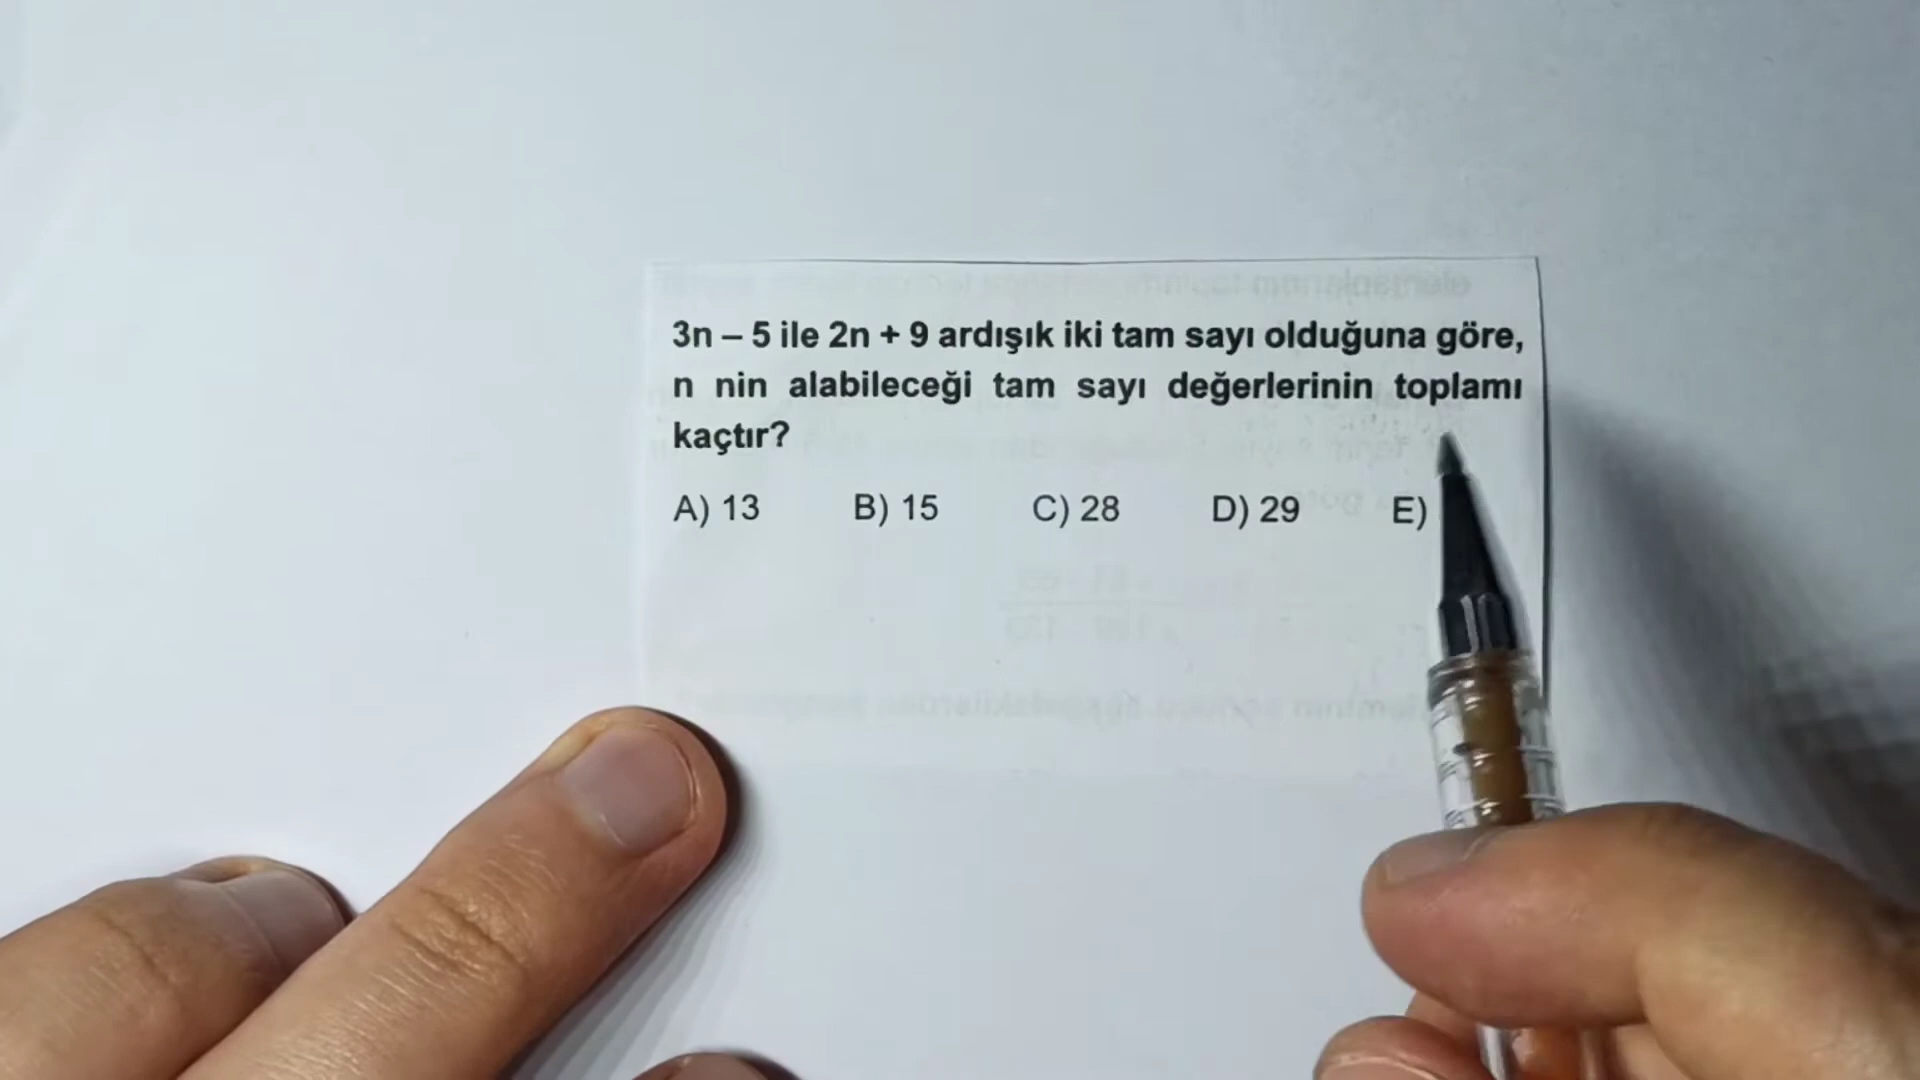 3n – 5 ile 2n + 9 ardışık iki tam sayı olduğuna göre,
n nin alabileceği tam sayı değerlerinin toplamı
kaçtır?
A) 13 B) 15 C) 28 D) 29 E)